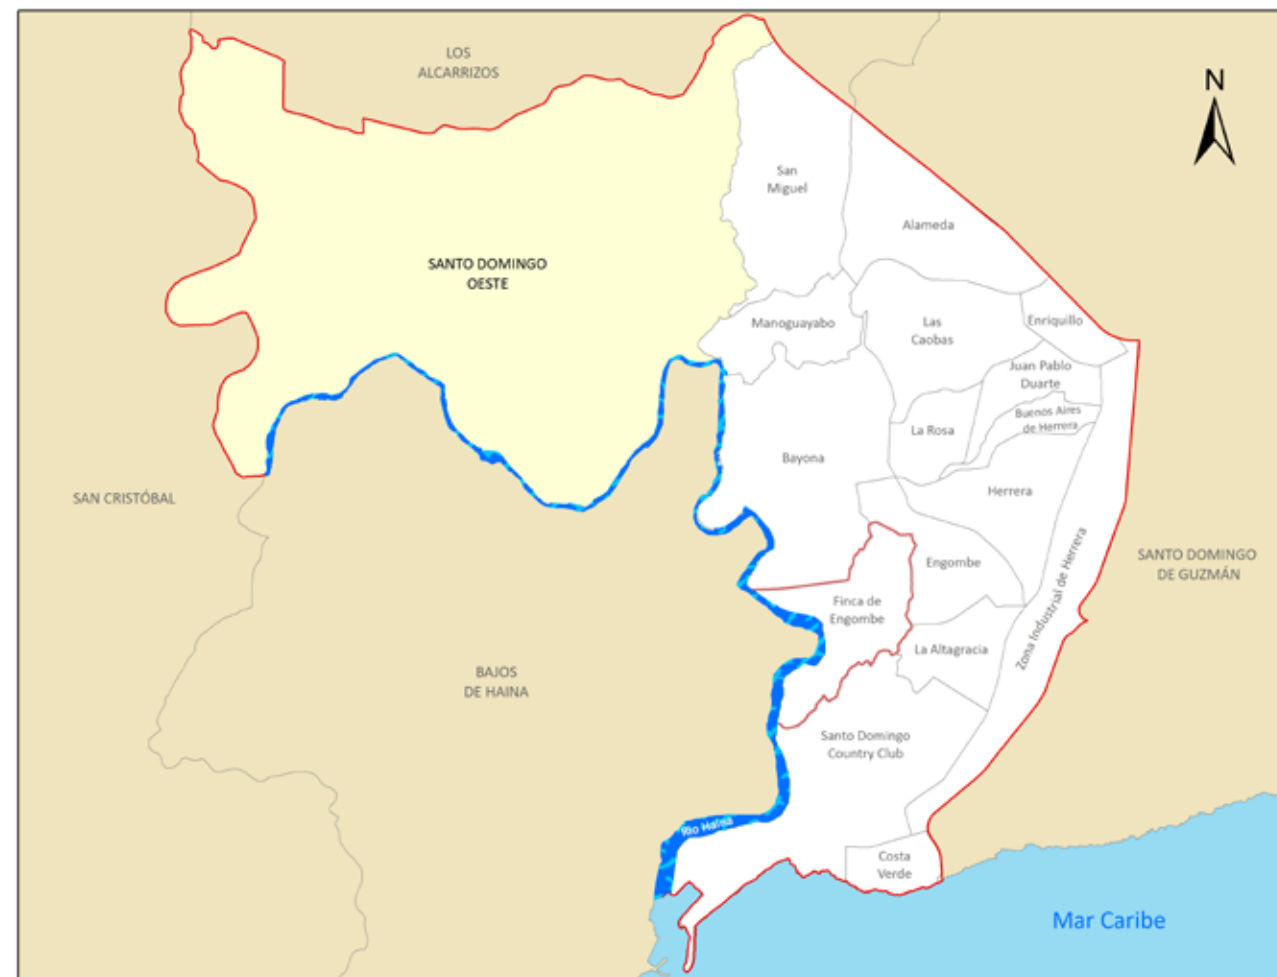 LOS
ALCARRIZOS
N
San
Miguel
Alameda
SANTO DOMINGO
OESTE
Manoguayabo
Las
Caobas
Enriquillo
Juan Pablo
Duarte
Buenos Aires
de Herrera
La Rosa
Bayona
Herrera
SAN CRISTÓBAL
Zona Industrial de Herrera
SANTO DOMINGO
DE GUZMÁN
Engombe
Finca de
Engombe
La Altagracia
BAJOS
DE HAINA
Santo Domingo
Country Club
Río Haina
Costa
Verde
Mar Caribe